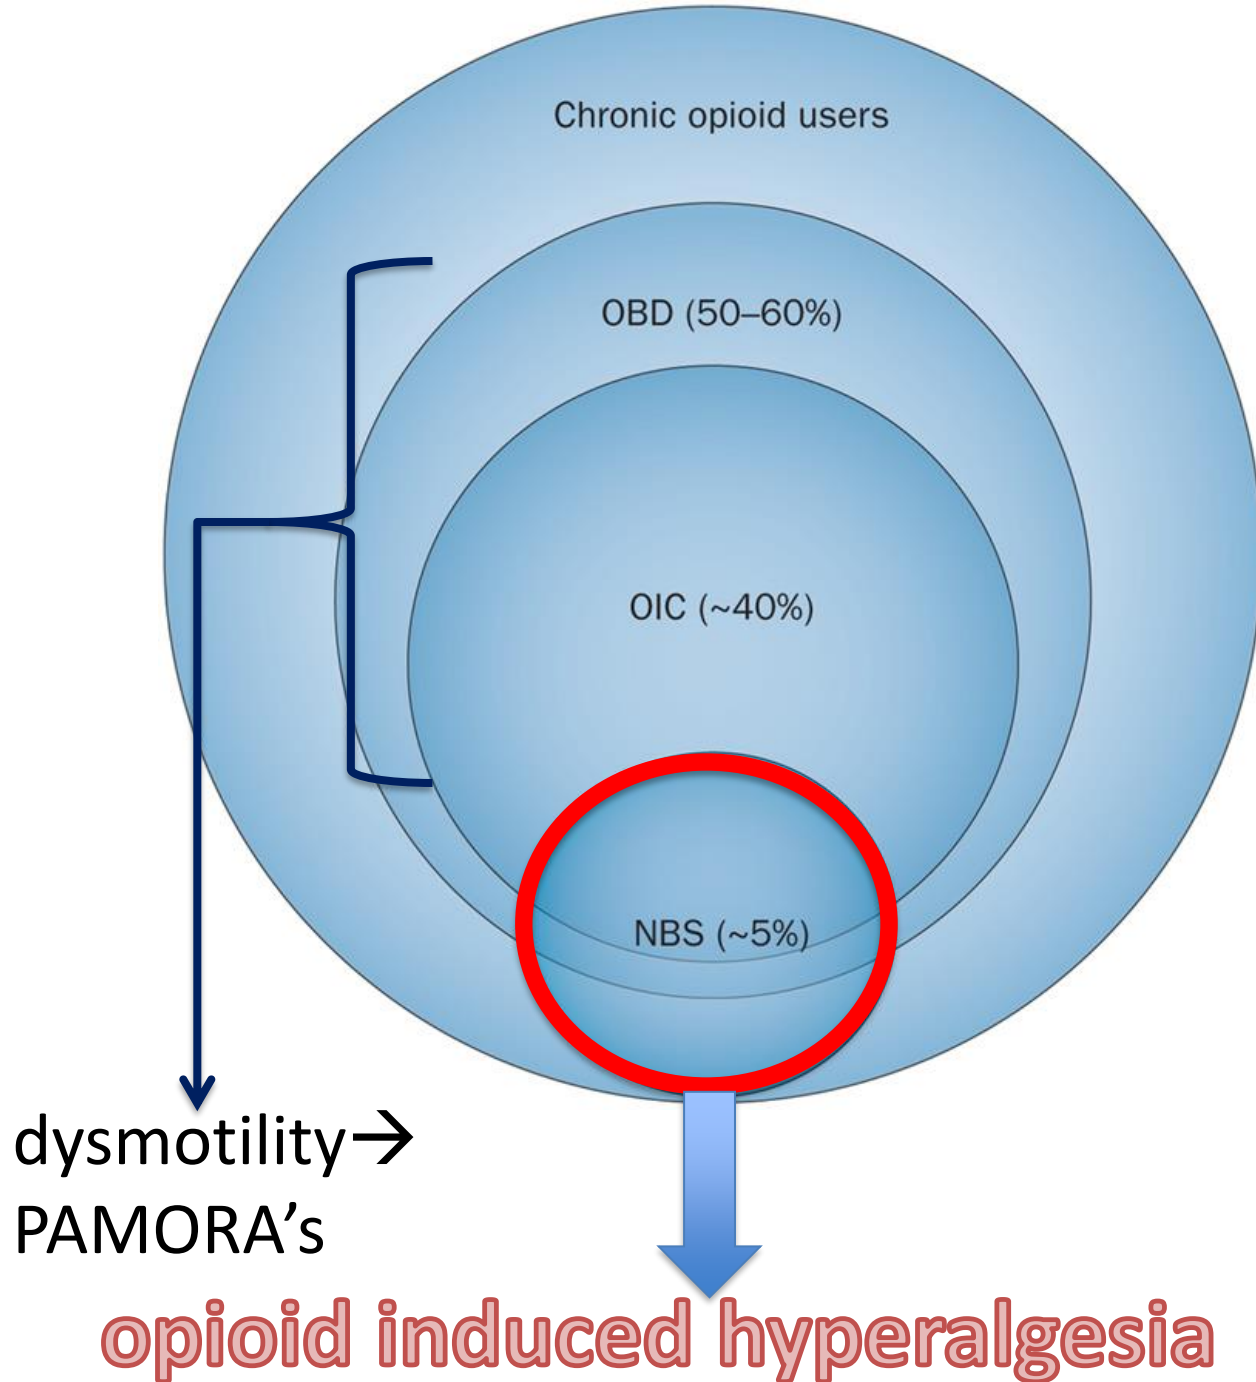 Chronic opioid users
OBD (50–60%)
OIC (~40%)
NBS (~5%)
dysmotility→
PAMORA’s
opioid induced hyperalgesia